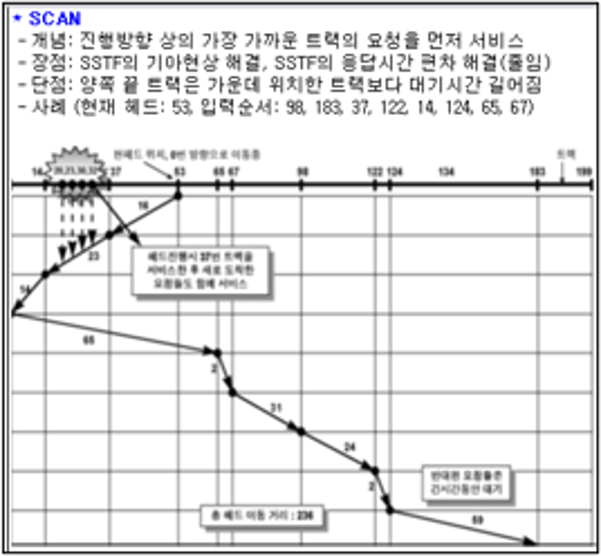 * SCAN
- 개념: 진행방향 상의 가장 가까운 트랙의 요청을 먼저 서비스
- 장점: SSTF의 기아현상 해결, SSTF의 응답시간 편차 해결(줄임)
- 단점: 양쪽 끝 트랙은 가운데 위치한 트랙보다 대기시간 길어짐
- 사례 (현재 헤드: 53, 입력순서: 98, 183, 37, 122, 14, 124, 65, 67)
현헤드 위치, 0번 방향으로 이동중
트랙
14 37 53 65 67 98 122 124 134 183 199
16
헤드진행시 37번 트랙을
서비스한 후 새로 도착한
요청들도 함께 서비스
23
14
65
2
31
24
2
반대편 요청들은
긴시간동안 대기
총 헤드 이동 거리 : 236
59